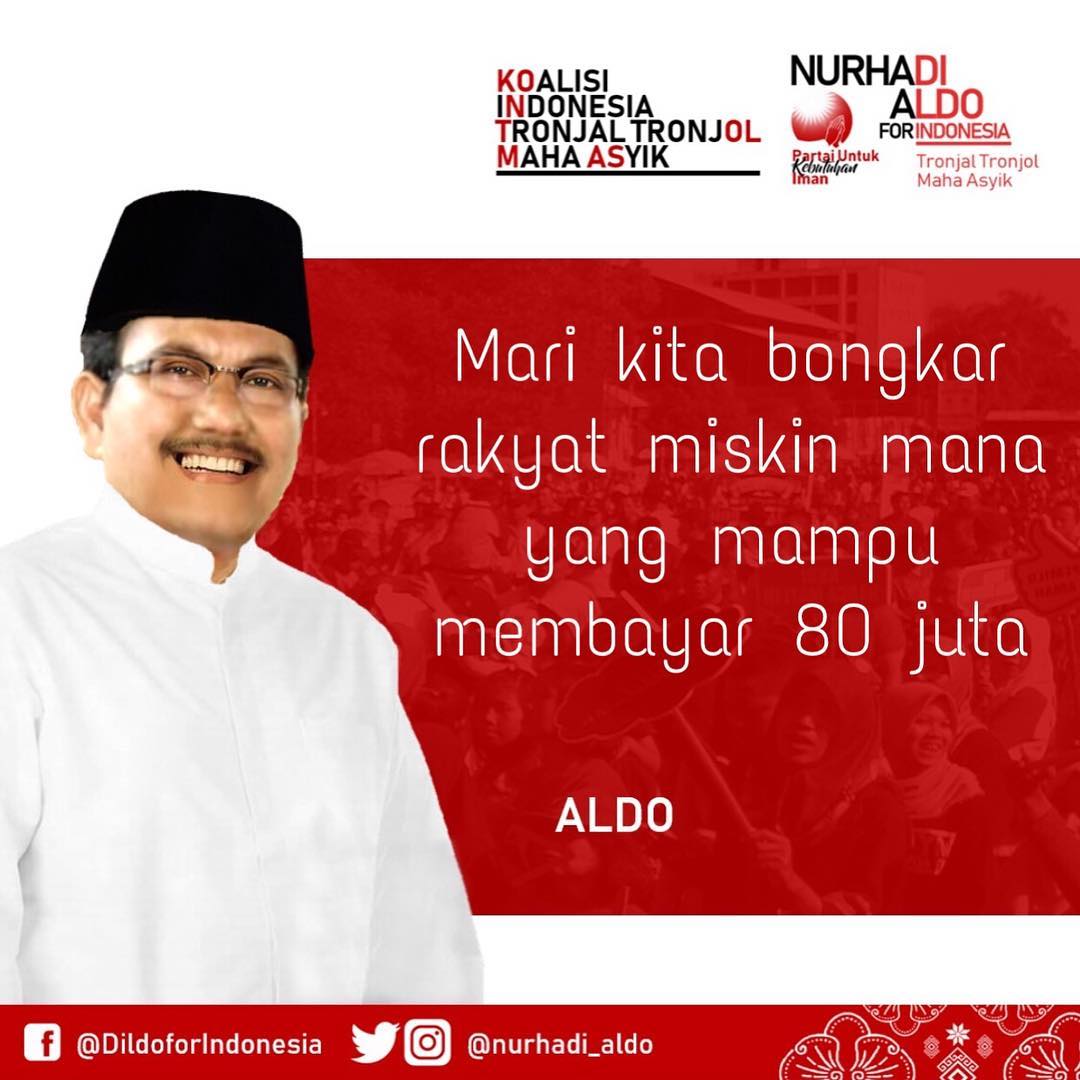 KOALISI
INDONESIA
TRONJAL TRONJOL
MAHA ASYIK
NURHADI
ALDO
FOR INDONESIA
Partai Untuk
Kebutuhan
Iman
Tronjal Tronjol
Maha Asyik
Mari kita bongkar
rakyat miskin mana
yang mampu
membayar 80 juta
ALDO
@DildoforIndonesia
@nurhadi_aldo